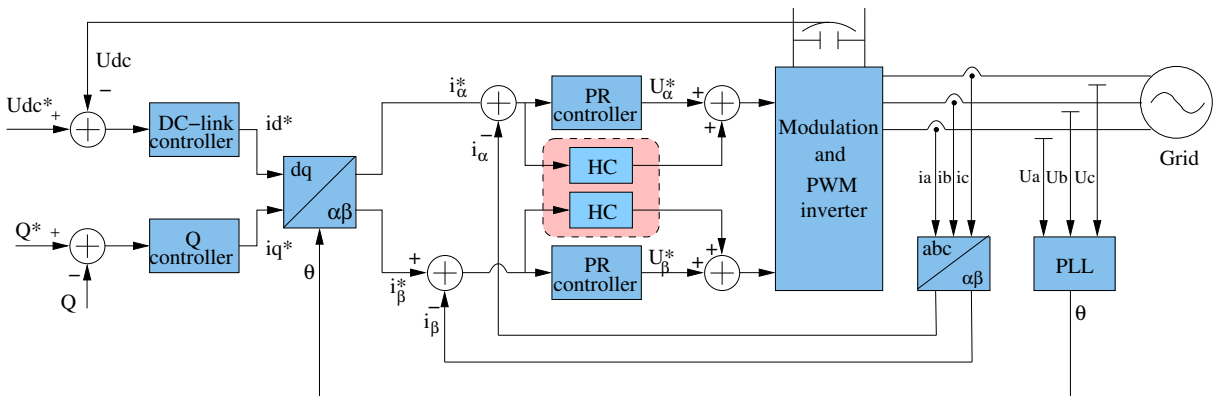 Udc
−
Udc*
+
DC−link
controller
id*
Q*
+
−
Q
Q
controller
iq*
dq
αβ
θ
i*α
−
iα
PR
controller
U*α
+
+
HC
HC
+
i*β
−
iβ
PR
controller
U*β
+
+
Modulation
and
PWM
inverter
Grid
ia
ib
ic
Ua
Ub
Uc
abc
αβ
PLL
θ